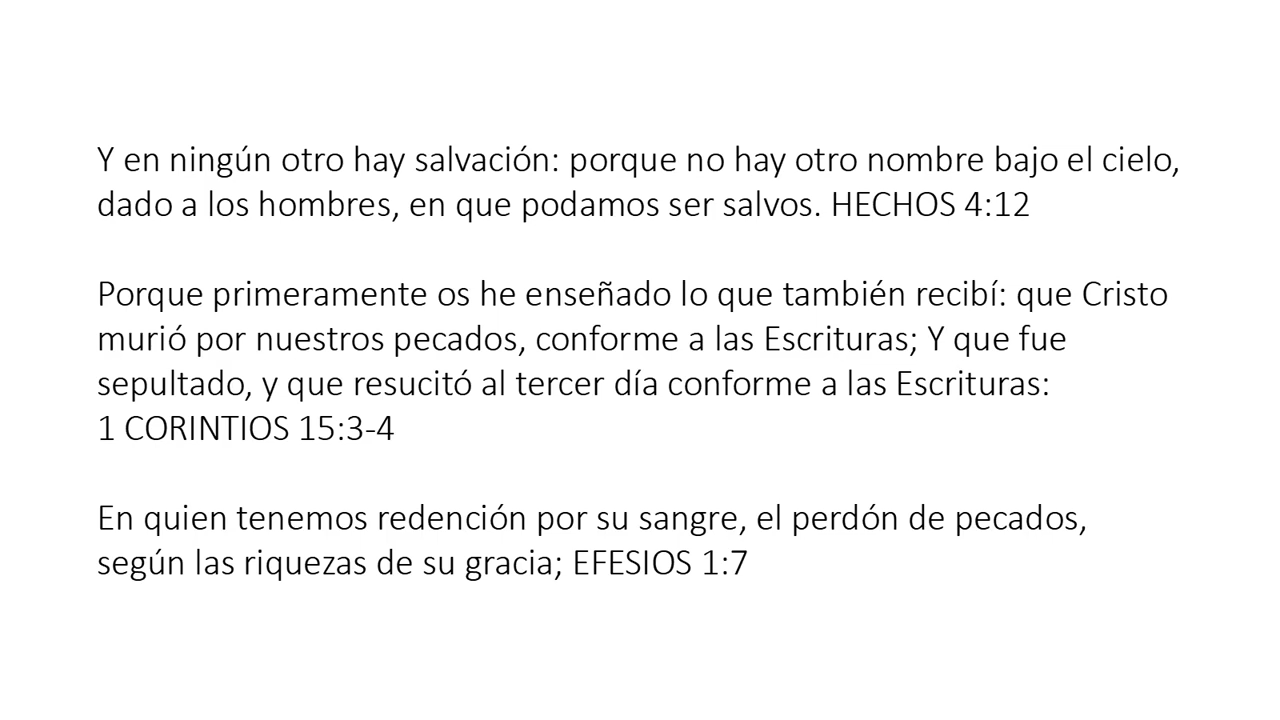 Y en ningún otro hay salvación: porque no hay otro nombre bajo el cielo,
dado a los hombres, en que podamos ser salvos. HECHOS 4:12
Porque primeramente os he enseñado lo que también recibí: que Cristo
murió por nuestros pecados, conforme a las Escrituras; Y que fue
sepultado, y que resucitó al tercer día conforme a las Escrituras:
1 CORINTIOS 15:3-4
En quien tenemos redención por su sangre, el perdón de pecados,
según las riquezas de su gracia; EFESIOS 1:7